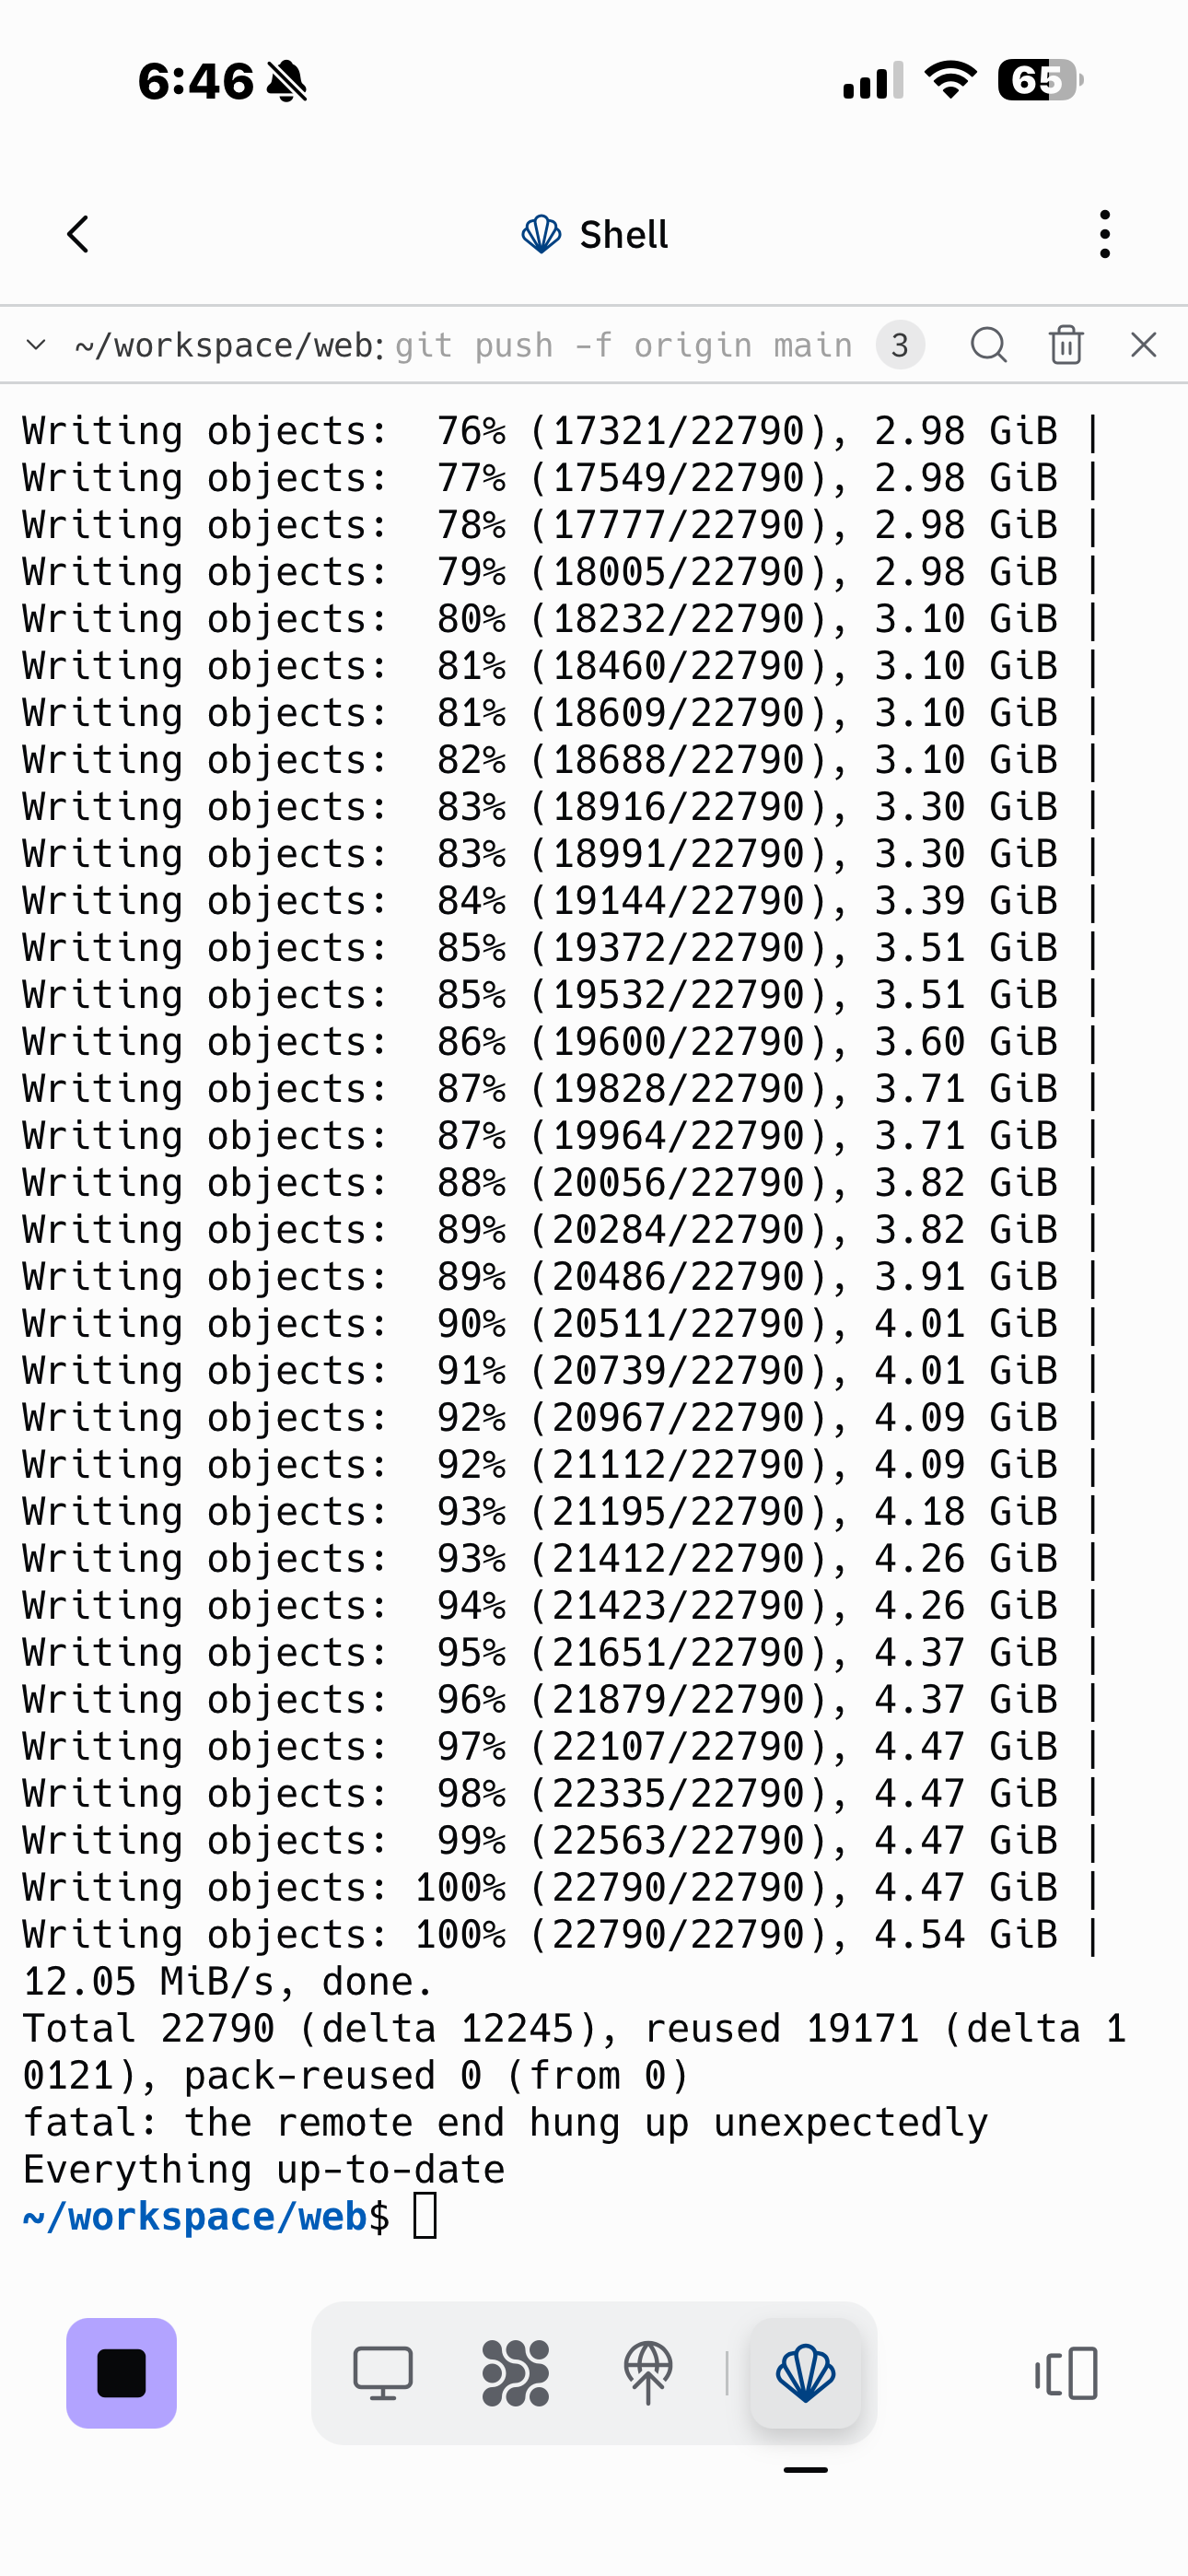 6:46
65
Shell
~/workspace/web: git push -f origin main 3
Writing objects:  76% (17321/22790), 2.98 GiB |
Writing objects:  77% (17549/22790), 2.98 GiB |
Writing objects:  78% (17777/22790), 2.98 GiB |
Writing objects:  79% (18005/22790), 2.98 GiB |
Writing objects:  80% (18232/22790), 3.10 GiB |
Writing objects:  81% (18460/22790), 3.10 GiB |
Writing objects:  81% (18609/22790), 3.10 GiB |
Writing objects:  82% (18688/22790), 3.10 GiB |
Writing objects:  83% (18916/22790), 3.30 GiB |
Writing objects:  83% (18991/22790), 3.30 GiB |
Writing objects:  84% (19144/22790), 3.39 GiB |
Writing objects:  85% (19372/22790), 3.51 GiB |
Writing objects:  85% (19532/22790), 3.51 GiB |
Writing objects:  86% (19600/22790), 3.60 GiB |
Writing objects:  87% (19828/22790), 3.71 GiB |
Writing objects:  87% (19964/22790), 3.71 GiB |
Writing objects:  88% (20056/22790), 3.82 GiB |
Writing objects:  89% (20284/22790), 3.82 GiB |
Writing objects:  89% (20486/22790), 3.91 GiB |
Writing objects:  90% (20511/22790), 4.01 GiB |
Writing objects:  91% (20739/22790), 4.01 GiB |
Writing objects:  92% (20967/22790), 4.09 GiB |
Writing objects:  92% (21112/22790), 4.09 GiB |
Writing objects:  93% (21195/22790), 4.18 GiB |
Writing objects:  93% (21412/22790), 4.26 GiB |
Writing objects:  94% (21423/22790), 4.26 GiB |
Writing objects:  95% (21651/22790), 4.37 GiB |
Writing objects:  96% (21879/22790), 4.37 GiB |
Writing objects:  97% (22107/22790), 4.47 GiB |
Writing objects:  98% (22335/22790), 4.47 GiB |
Writing objects:  99% (22563/22790), 4.47 GiB |
Writing objects: 100% (22790/22790), 4.47 GiB |
Writing objects: 100% (22790/22790), 4.54 GiB |
12.05 MiB/s, done.
Total 22790 (delta 12245), reused 19171 (delta 1
0121), pack-reused 0 (from 0)
fatal: the remote end hung up unexpectedly
Everything up-to-date
~/workspace/web$